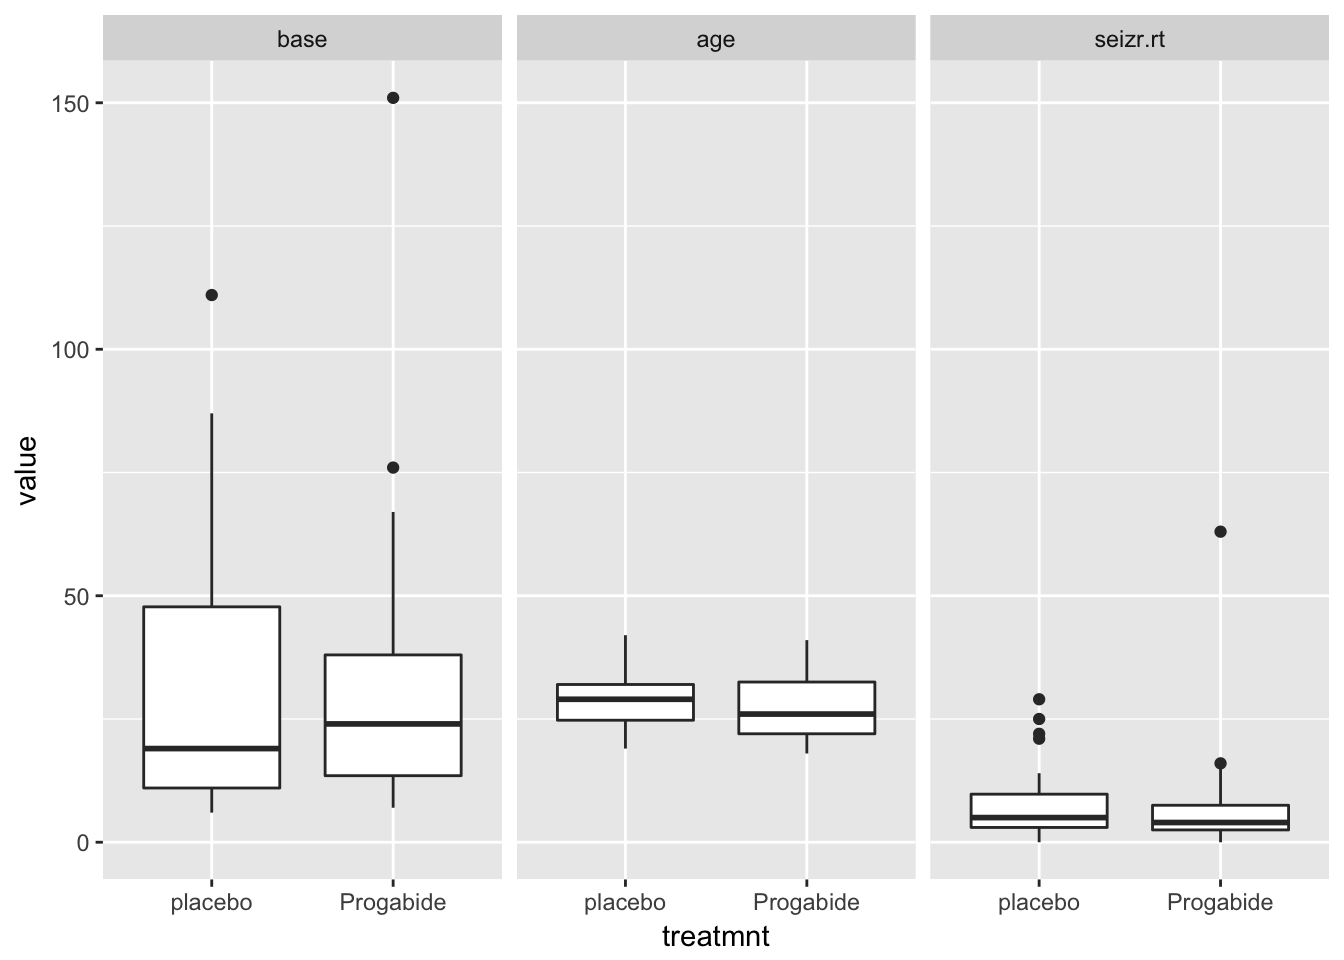 base age seizr.rt
150
100
50
0
value
placebo Progabide placebo Progabide placebo Progabide
treatmnt